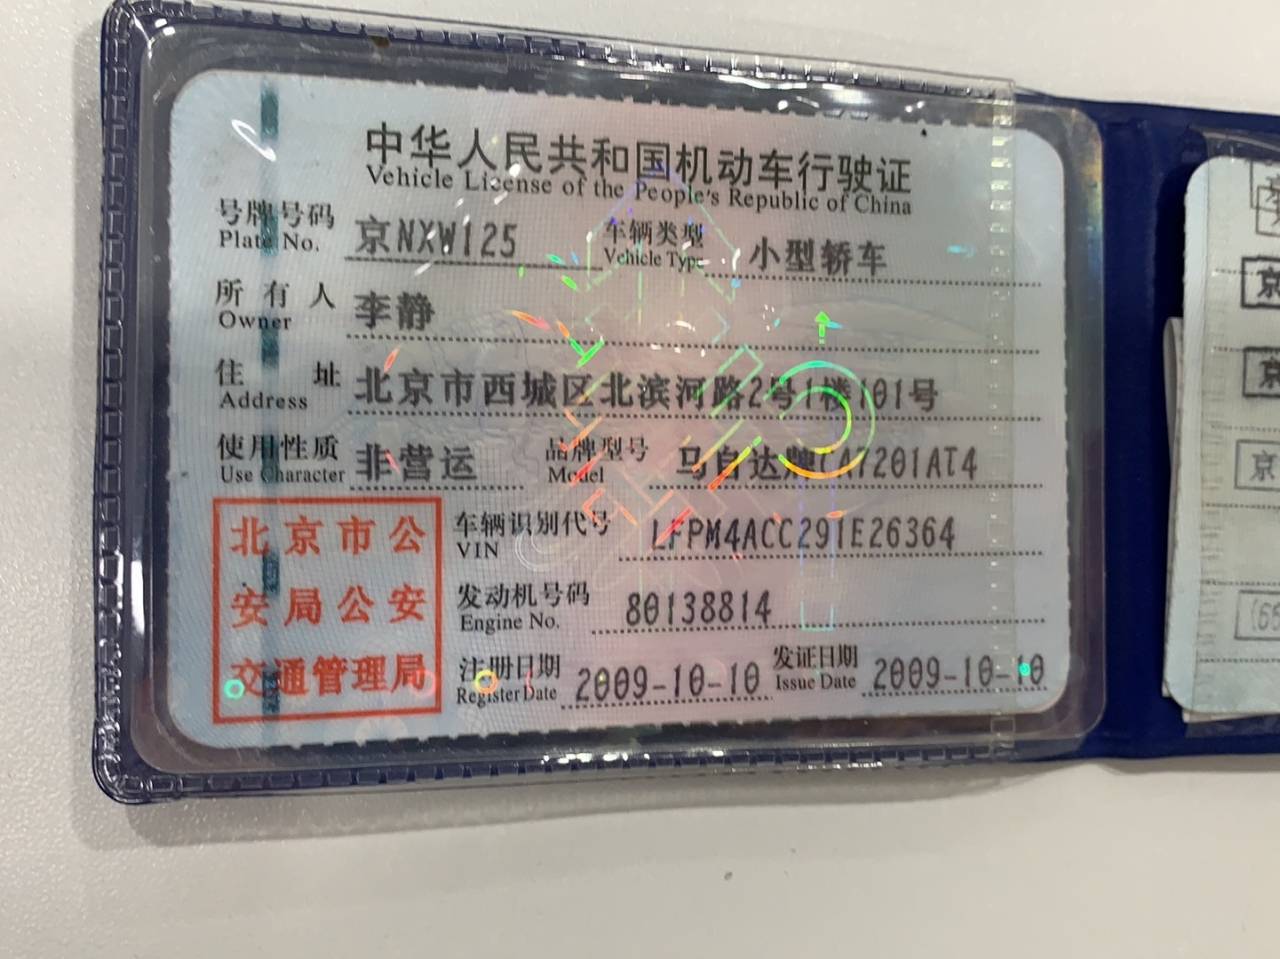 中华人民共和国机动车行驶证
Vehicle License of the People's Republic of China
号牌号码 京NXW125 车辆类型 小型轿车
Plate No. Vehicle Type
所有人 李静
Owner
住址 北京市西城区北滨河路2号1楼101号
Address
使用性质 非营运 品牌型号 马自达牌CA7201AT4
Use Character Model
北京市公
安局公安
交通管理局
车辆识别代号 LFPM4ACC291E26364
VIN
发动机号码 80138814
Engine No.
注册日期 2009-10-10 发证日期 2009-10-10
Register Date Issue Date
京
京
京